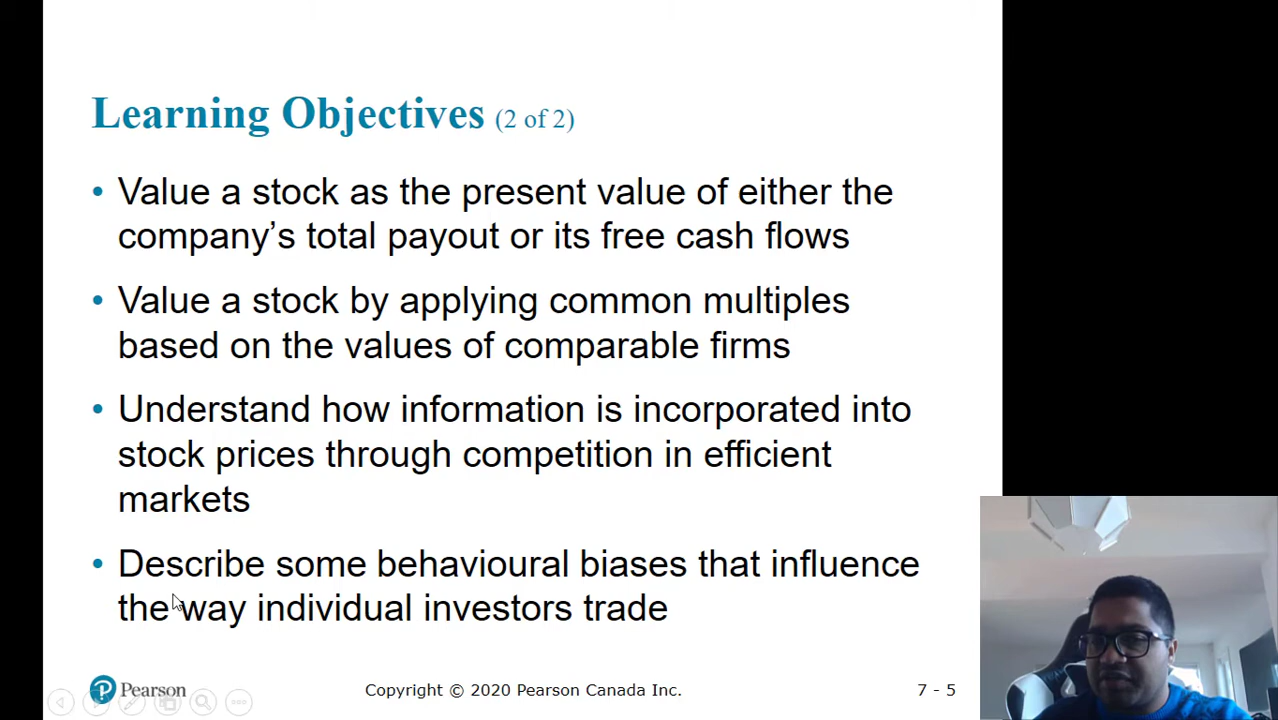 Learning Objectives (2 of 2)
• Value a stock as the present value of either the
company’s total payout or its free cash flows
• Value a stock by applying common multiples
based on the values of comparable firms
• Understand how information is incorporated into
stock prices through competition in efficient
markets
• Describe some behavioural biases that influence
the way individual investors trade
Pearson
Copyright © 2020 Pearson Canada Inc.
7 - 5